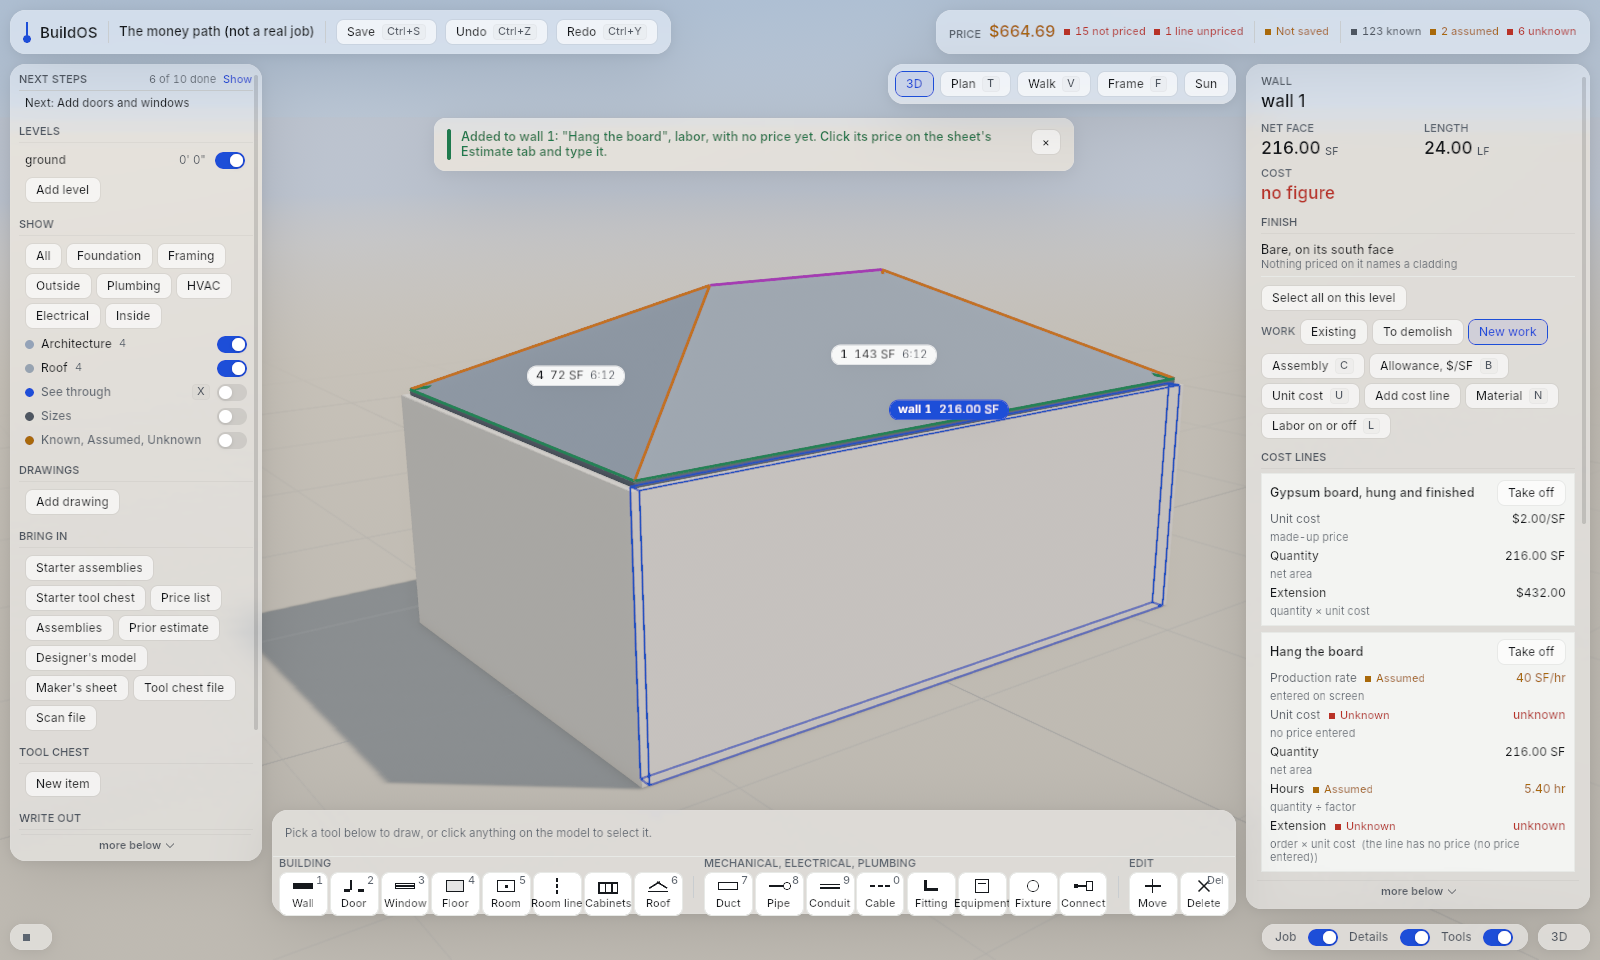 BuildOS
The money path (not a real job)
Save Ctrl+S
Undo Ctrl+Z
Redo Ctrl+Y
PRICE $664.69 15 not priced 1 line unpriced Not saved 123 known 2 assumed 6 unknown
NEXT STEPS 6 of 10 done Show
Next: Add doors and windows
LEVELS
ground 0' 0"
Add level
SHOW
All Foundation Framing
Outside Plumbing HVAC
Electrical Inside
Architecture 4
Roof 4
See through X
Sizes
Known, Assumed, Unknown
DRAWINGS
Add drawing
BRING IN
Starter assemblies
Starter tool chest Price list
Assemblies Prior estimate
Designer's model
Maker's sheet Tool chest file
Scan file
TOOL CHEST
New item
WRITE OUT
more below
3D Plan T Walk V Frame F Sun
Added to wall 1: "Hang the board", labor, with no price yet. Click its price on the sheet's
Estimate tab and type it.
×
1 143 SF 6:12
4 72 SF 6:12
wall 1 216.00 SF
Pick a tool below to draw, or click anything on the model to select it.
BUILDING
Wall 1
Door 2
Window 3
Floor 4
Room 5
Room line
Cabinets
Roof 6
MECHANICAL, ELECTRICAL, PLUMBING
Duct 7
Pipe 8
Conduit 9
Cable 0
Fitting
Equipment
Fixture
Connect
EDIT
Move
Delete Del
WALL
wall 1
NET FACE LENGTH
216.00 SF 24.00 LF
COST
no figure
FINISH
Bare, on its south face
Nothing priced on it names a cladding
Select all on this level
WORK Existing To demolish New work
Assembly C Allowance, $/SF B
Unit cost U Add cost line Material N
Labor on or off L
COST LINES
Gypsum board, hung and finished Take off
Unit cost $2.00/SF
made-up price
Quantity 216.00 SF
net area
Extension $432.00
quantity × unit cost
Hang the board Take off
Production rate Assumed 40 SF/hr
entered on screen
Unit cost Unknown unknown
no price entered
Quantity 216.00 SF
net area
Hours Assumed 5.40 hr
quantity ÷ factor
Extension Unknown unknown
order × unit cost (the line has no price (no price
entered))
more below
Job Details Tools 3D